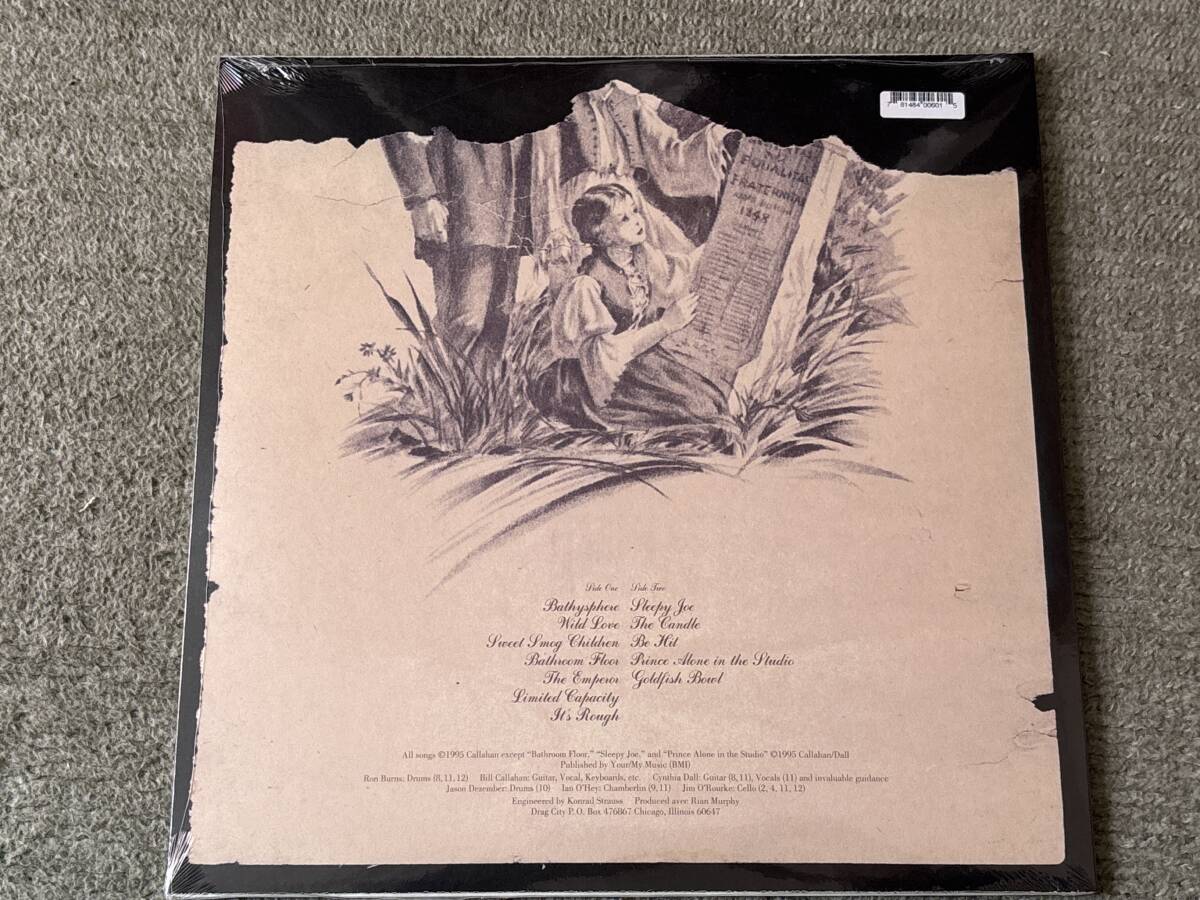 7 81484 00601 5
EQUALITAS
FRATERNITA
1848
Side One Side Two
Bathysphere Sleepy Joe
Wild Love The Candle
Sweet Smog Children Be Hit
Bathroom Floor Prince Alone in the Studio
The Emperor Goldfish Bowl
Limited Capacity
It's Rough
All songs ©1995 Callahan except "Bathroom Floor," "Sleepy Joe," and "Prince Alone in the Studio" ©1995 Callahan/Dall
Published by Your/My Music (BMI)
Ron Burns: Drums (8, 11, 12) Bill Callahan: Guitar, Vocal, Keyboards, etc. Cynthia Dall: Guitar (8, 11), Vocals (11) and invaluable guidance
Jason Dezember: Drums (10) Ian O'Hey: Chamberlin (9, 11) Jim O'Rourke: Cello (2, 4, 11, 12)
Engineered by Konrad Strauss Produced avec Rian Murphy
Drag City P.O. Box 476867 Chicago, Illinois 60647